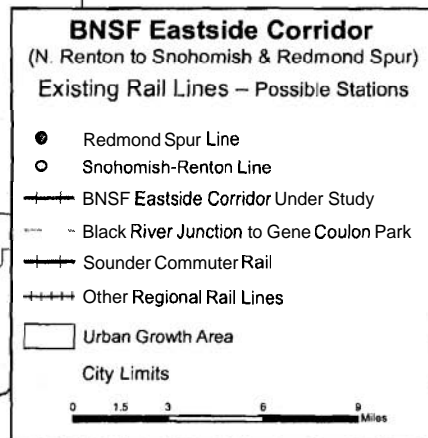 BNSF Eastside Corridor
(N. Renton to Snohomish & Redmond Spur)
Existing Rail Lines – Possible Stations
Redmond Spur Line
Snohomish-Renton Line
BNSF Eastside Corridor Under Study
Black River Junction to Gene Coulon Park
Sounder Commuter Rail
Other Regional Rail Lines
Urban Growth Area
City Limits
0 1.5 3 6 9
Miles